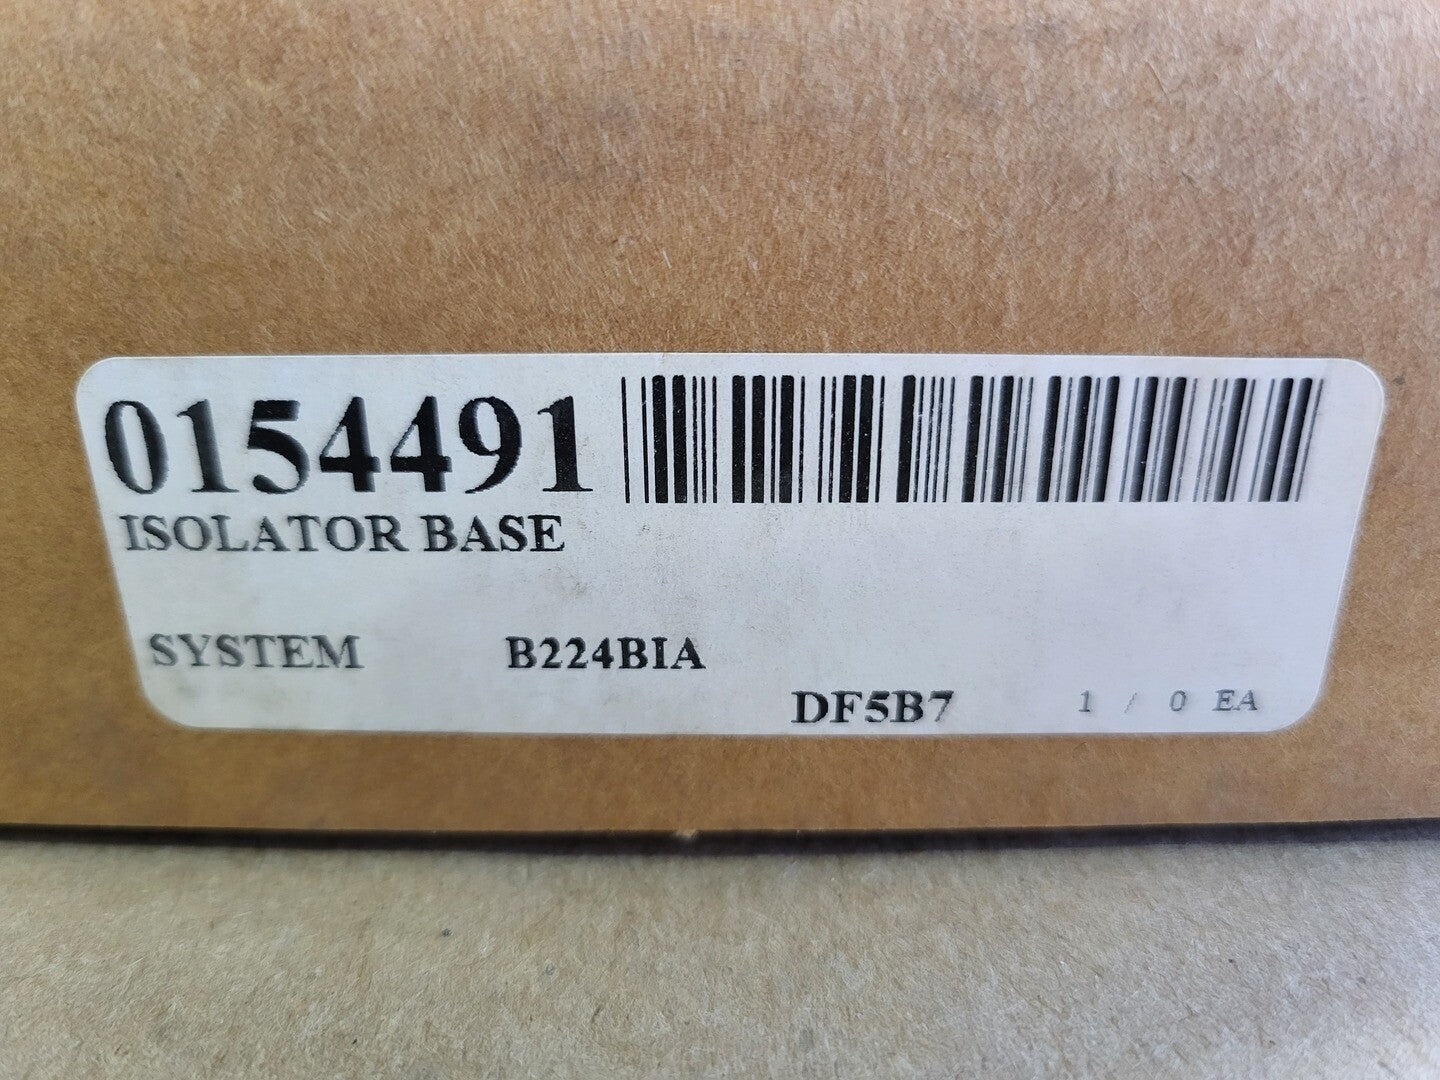 0154491
ISOLATOR BASE
SYSTEM B224BIA
DF5B7 1 / 0 EA